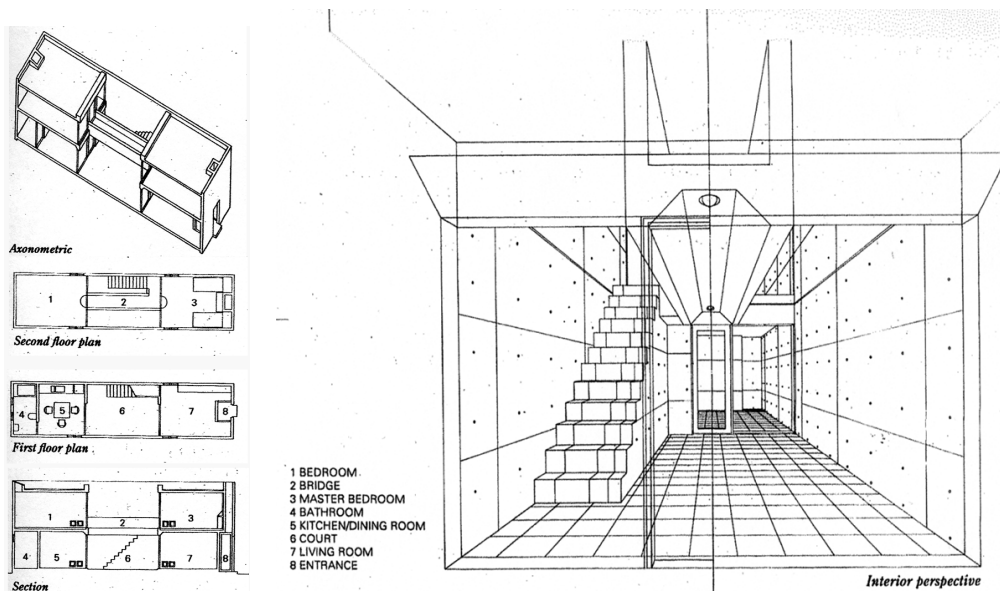 Axonometric
1
2
3
Second floor plan
4
5
6
7
8
First floor plan
1
2
3
4
5
6
7
8
Section
1 BEDROOM
2 BRIDGE
3 MASTER BEDROOM
4 BATHROOM
5 KITCHEN/DINING ROOM
6 COURT
7 LIVING ROOM
8 ENTRANCE
Interior perspective